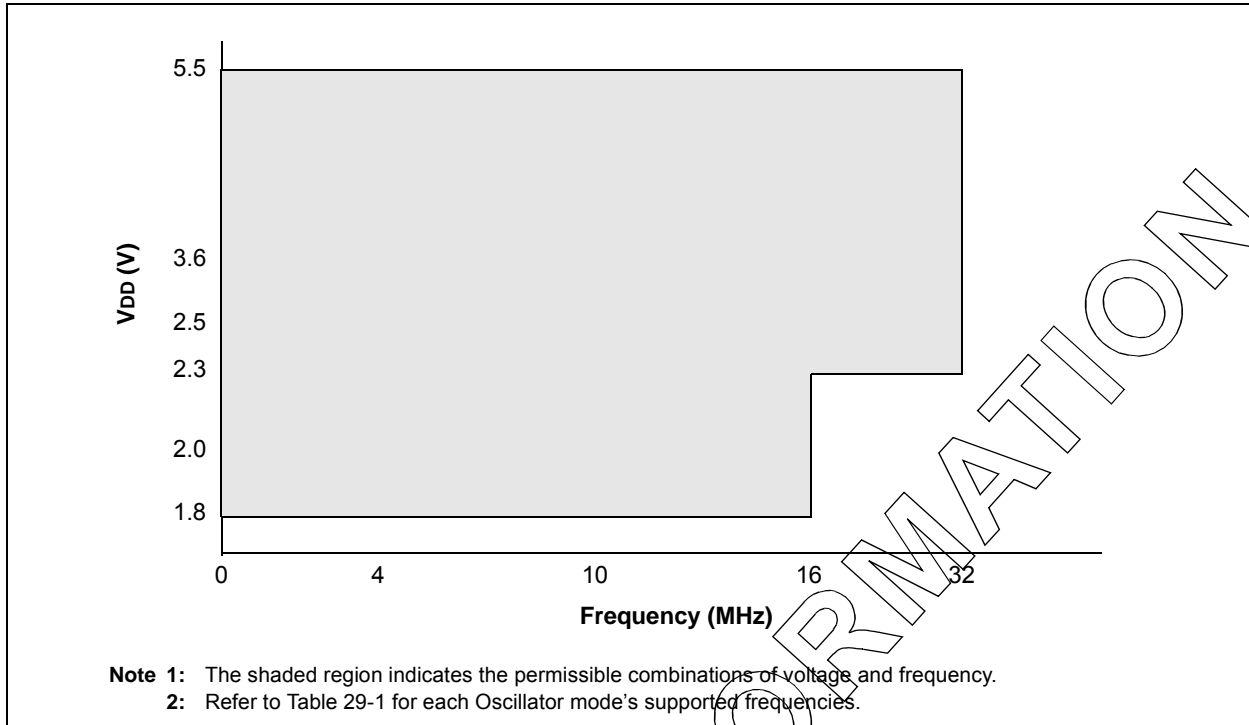 5.5
3.6
2.5
2.3
2.0
1.8
VDD (V)
0 4 10 16 32
Frequency (MHz)
Note 1: The shaded region indicates the permissible combinations of voltage and frequency.
2: Refer to Table 29-1 for each Oscillator mode's supported frequencies.
ORMATION